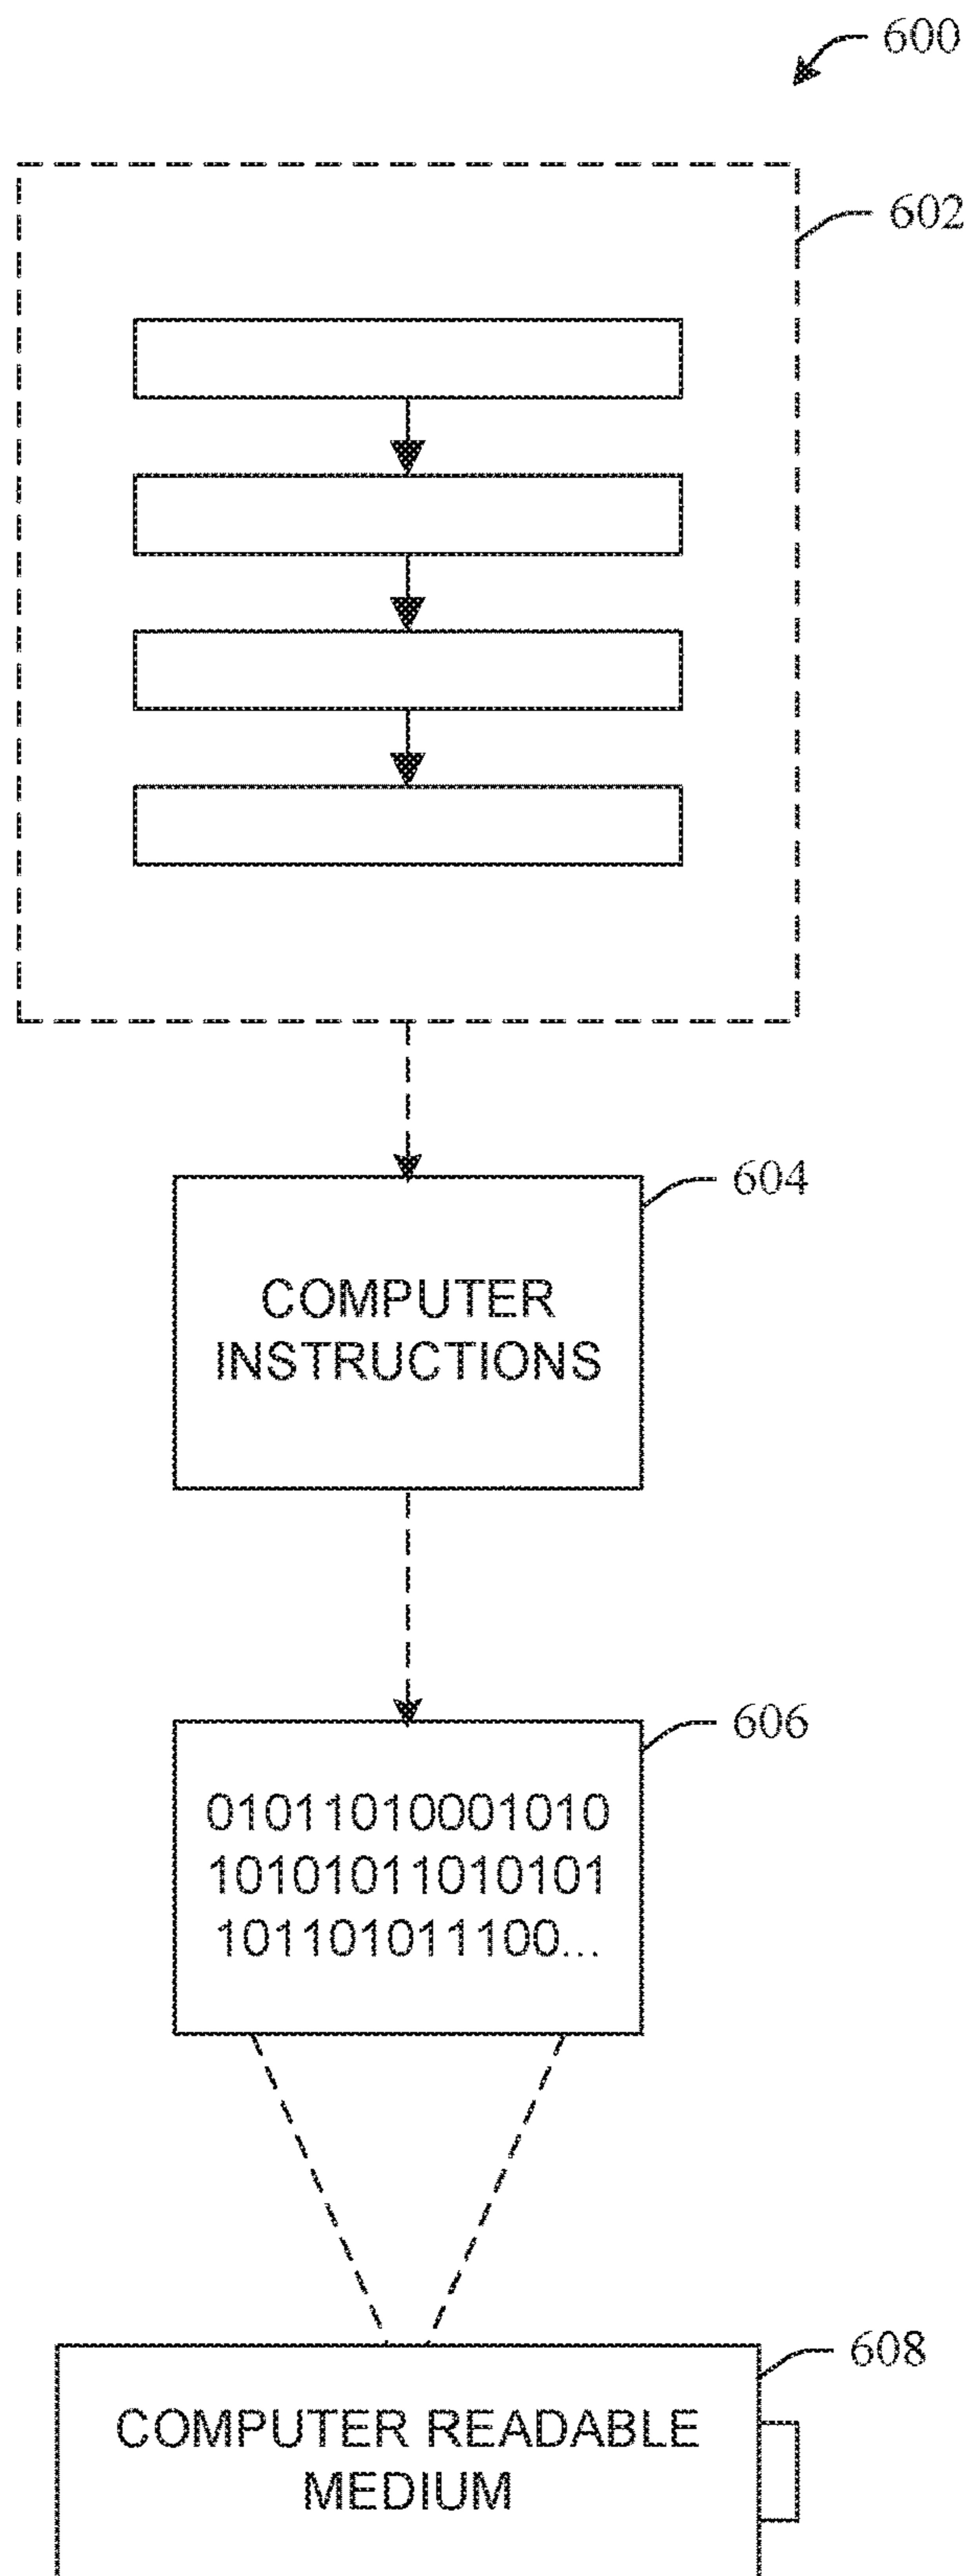 600
602
604
COMPUTER
INSTRUCTIONS
606
01011010001010
10101011010101
101101011100...
608
COMPUTER READABLE
MEDIUM